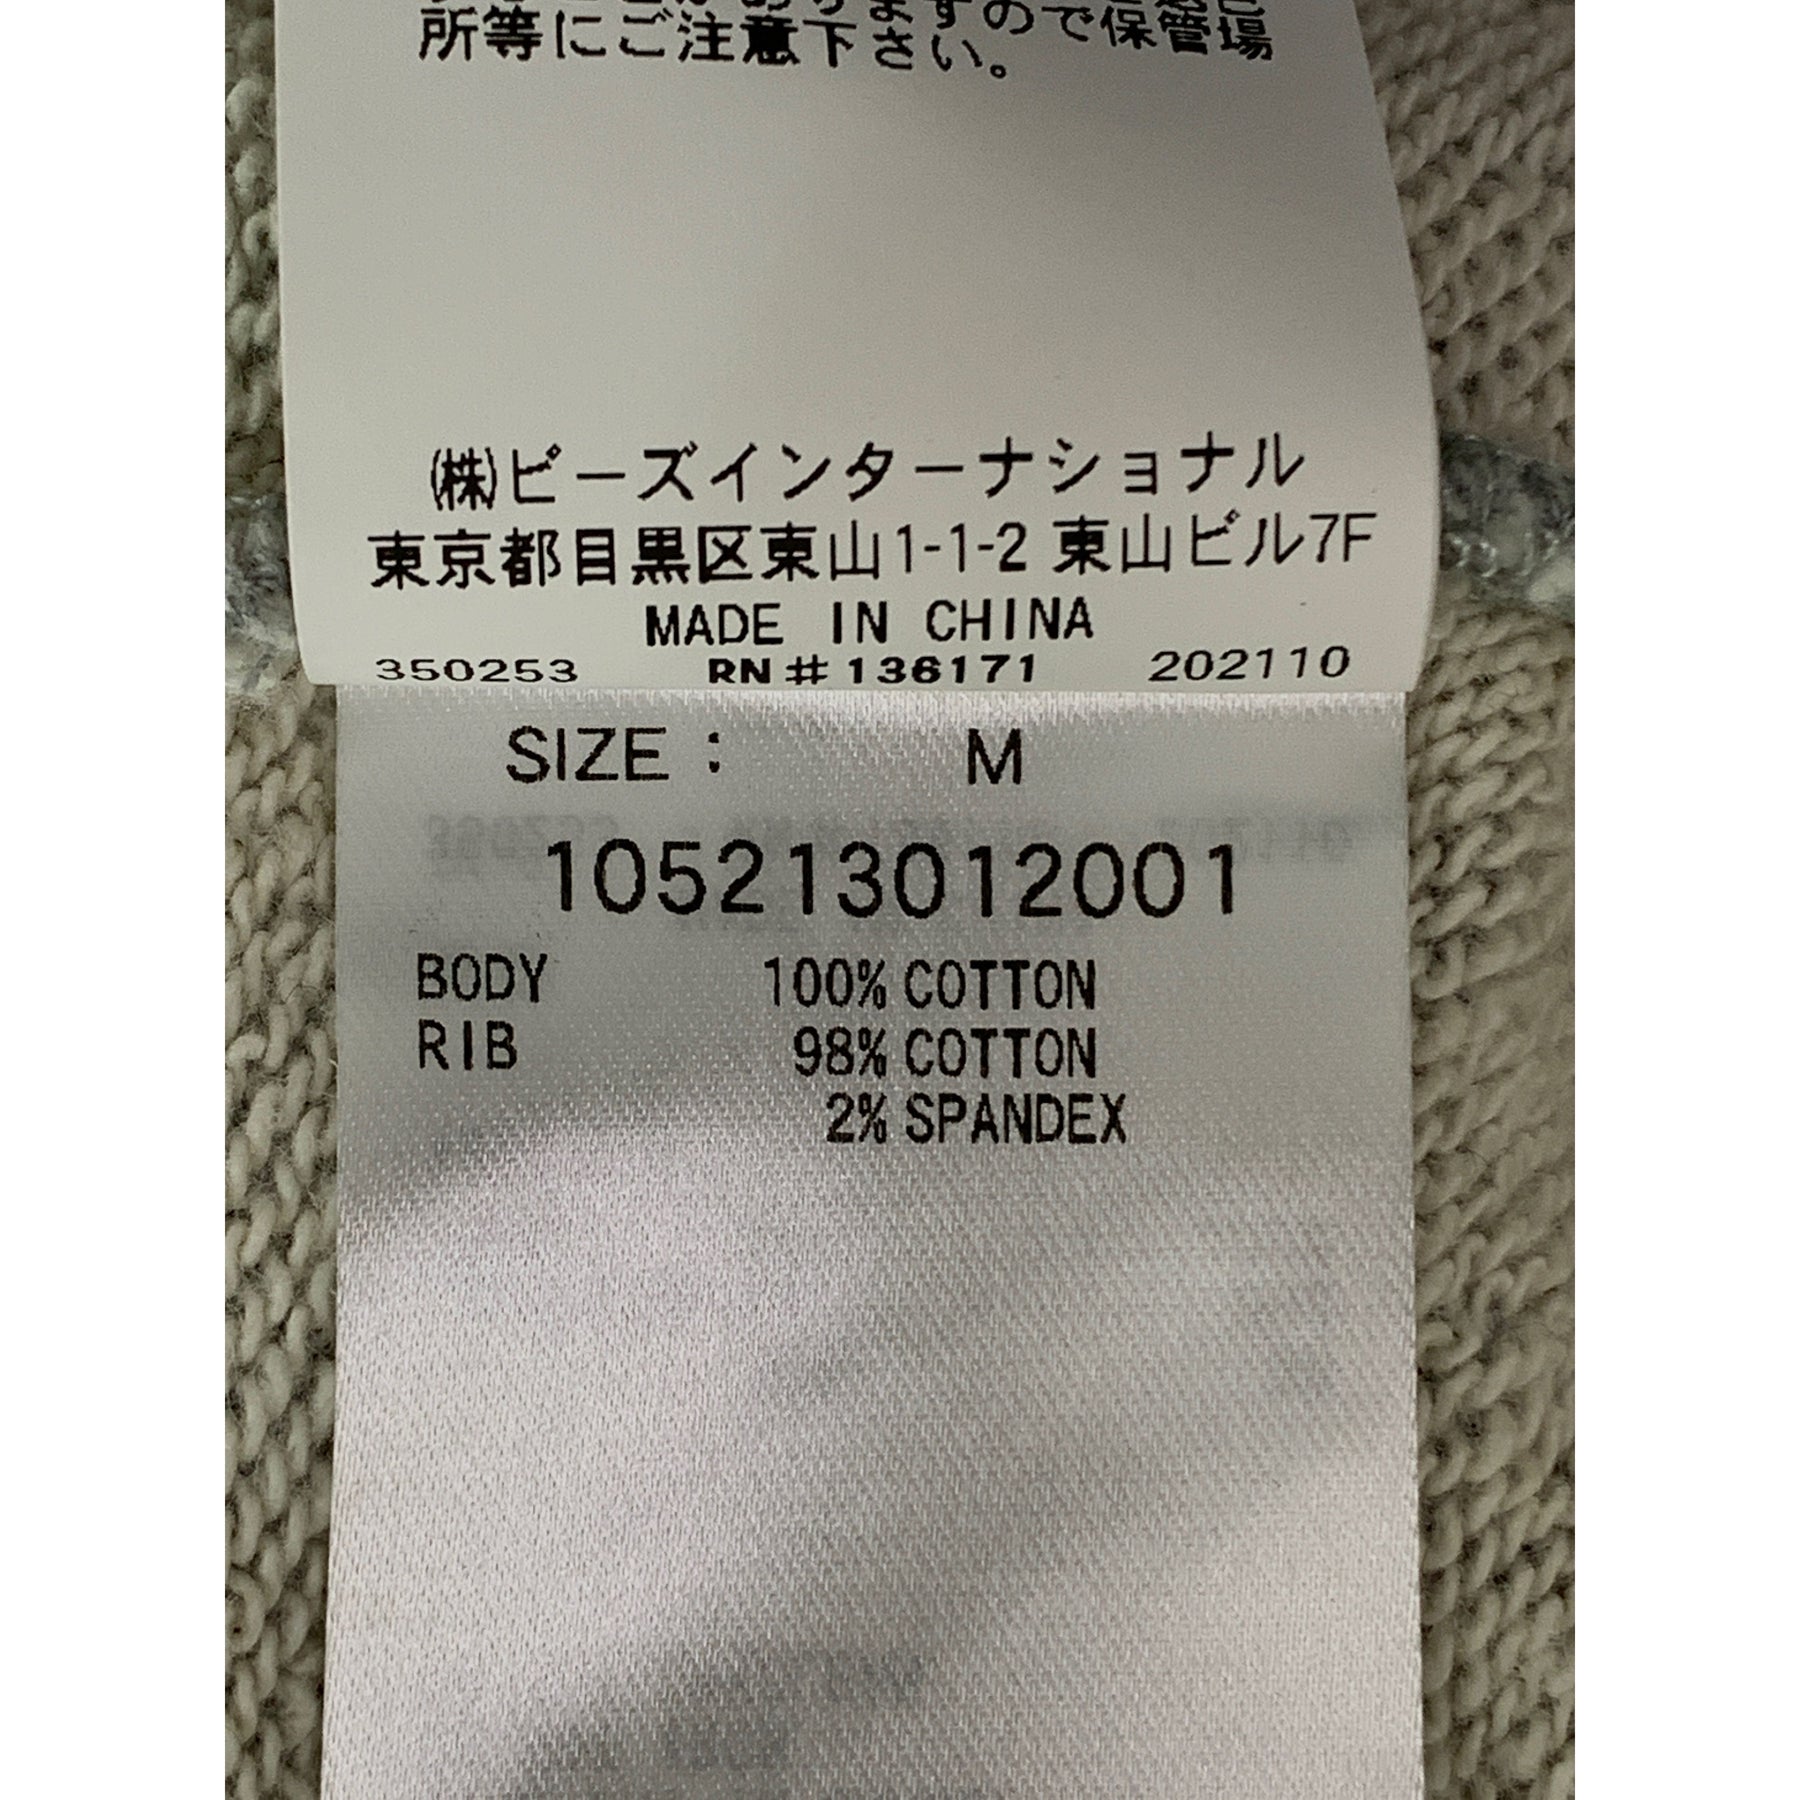 所等にご注意下さい。
㈱ビーズインターナショナル
東京都目黒区東山1-1-2 東山ビル7F
MADE IN CHINA
350253 RN#136171 202110
SIZE : M
105213012001
BODY 100% COTTON
RIB 98% COTTON
2% SPANDEX